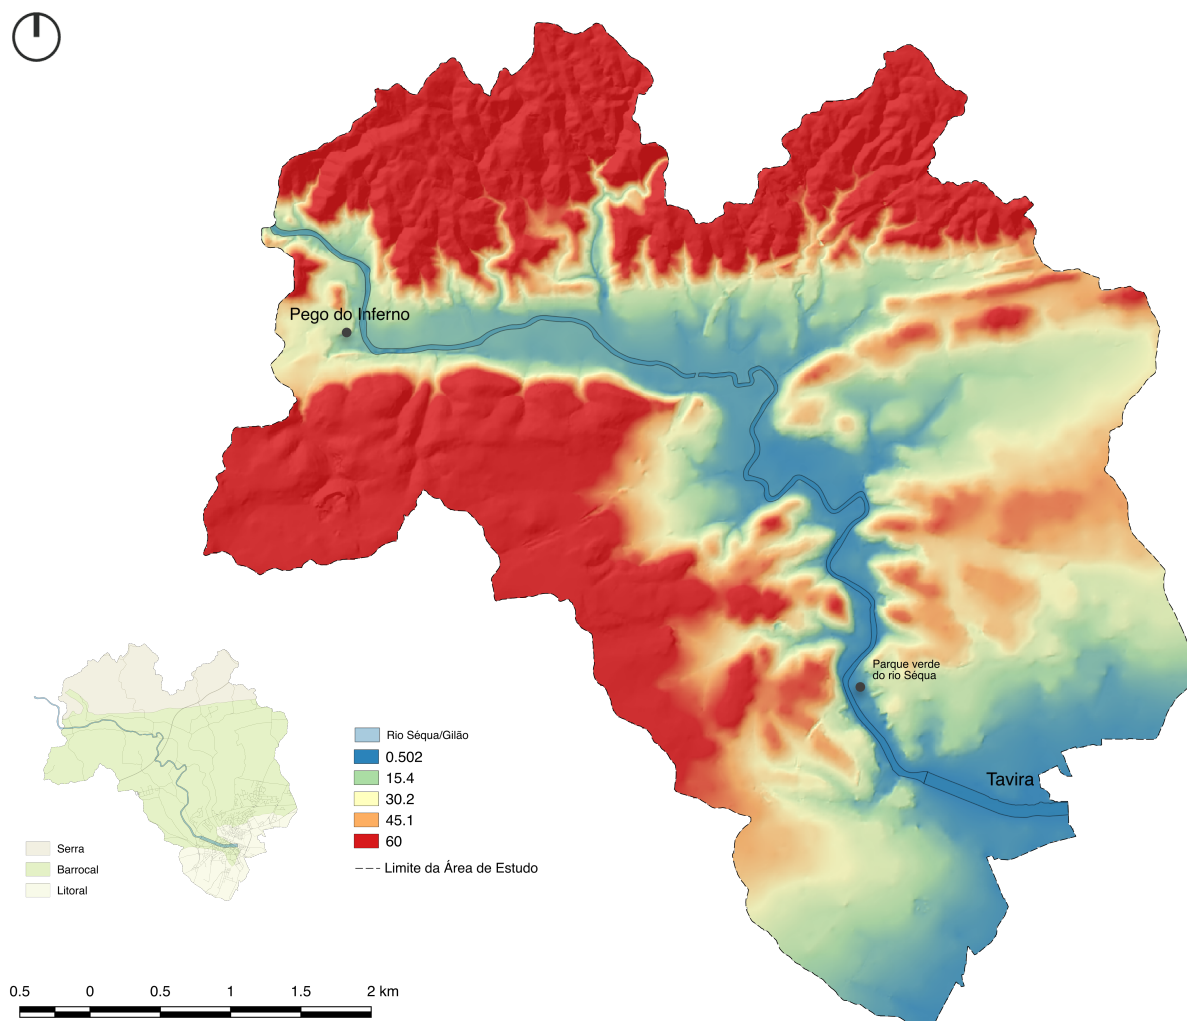 Pego do Inferno
Parque verde
do rio Séqua
Tavira
Rio Séqua/Gilão
0.502
15.4
30.2
45.1
60
Limite da Área de Estudo
Serra
Barrocal
Litoral
0.5 0 0.5 1 1.5 2 km